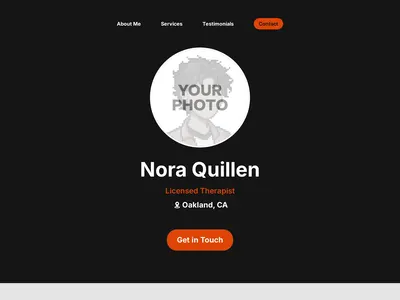 About Me
Services
Testimonials
Contact
YOUR
PHOTO
Nora Quillen
Licensed Therapist
Oakland, CA
Get in Touch